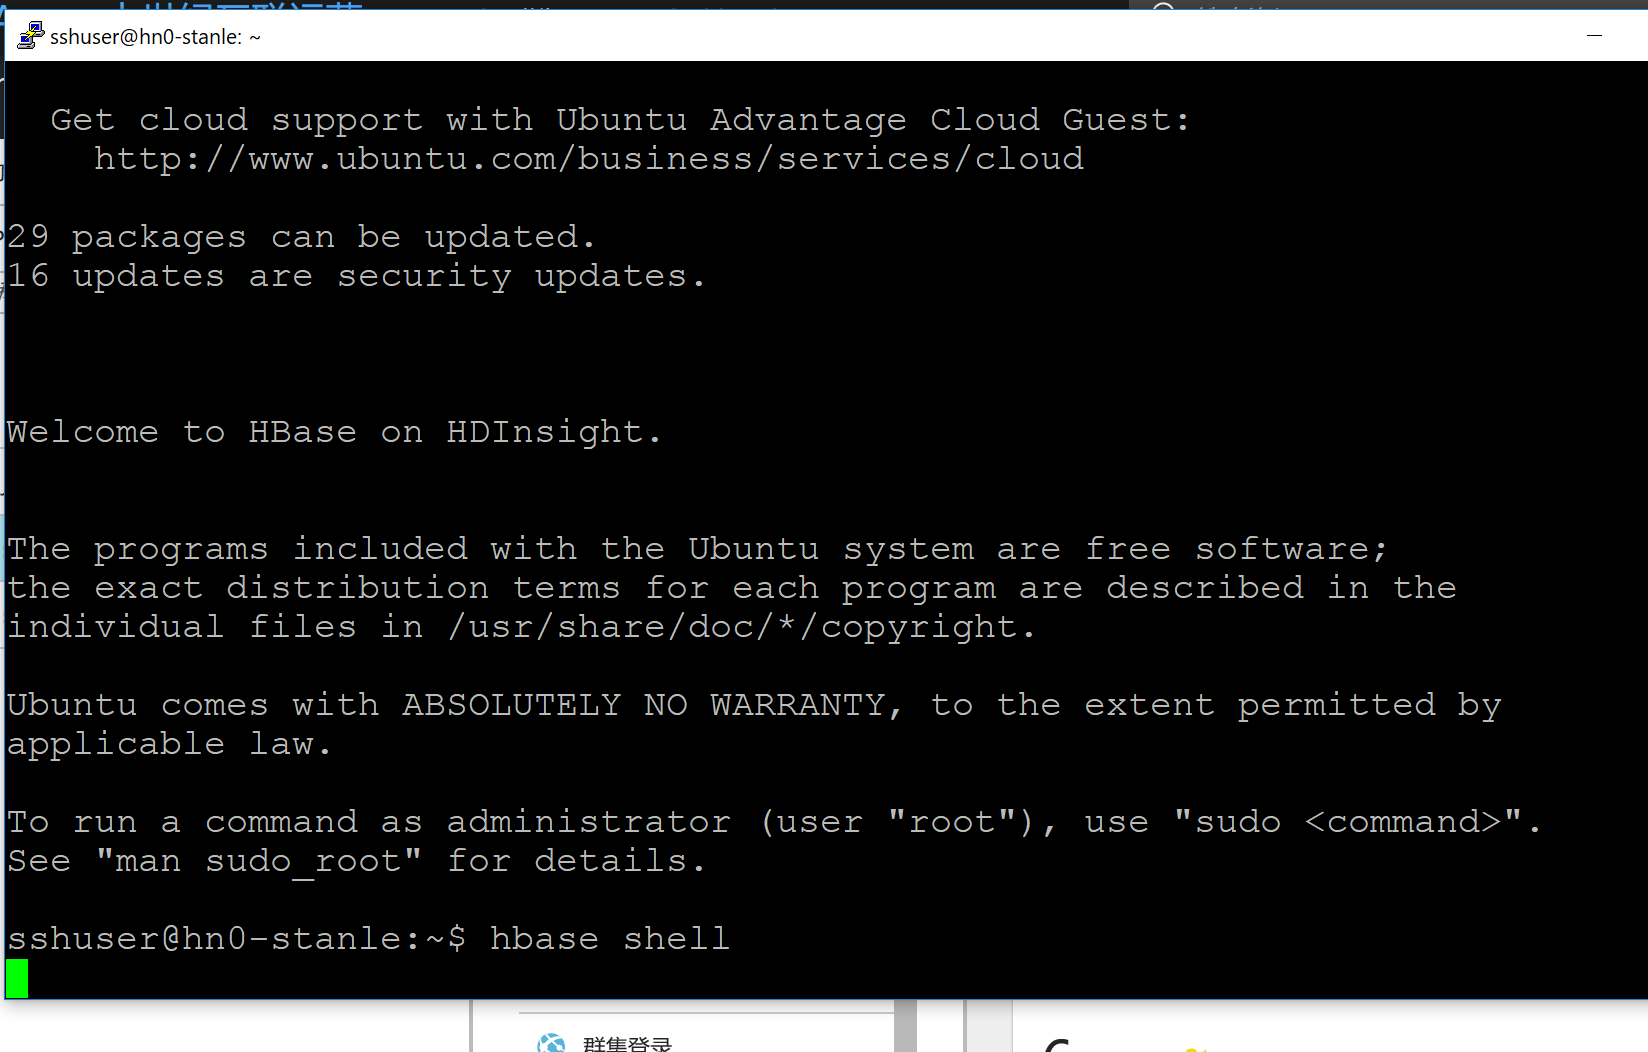 sshuser@hn0-stanle: ~
Get cloud support with Ubuntu Advantage Cloud Guest:
http://www.ubuntu.com/business/services/cloud
29 packages can be updated.
16 updates are security updates.
Welcome to HBase on HDInsight.
The programs included with the Ubuntu system are free software;
the exact distribution terms for each program are described in the
individual files in /usr/share/doc/*/copyright.
Ubuntu comes with ABSOLUTELY NO WARRANTY, to the extent permitted by
applicable law.
To run a command as administrator (user "root"), use "sudo <command>".
See "man sudo_root" for details.
sshuser@hn0-stanle:~$ hbase shell
群集登录